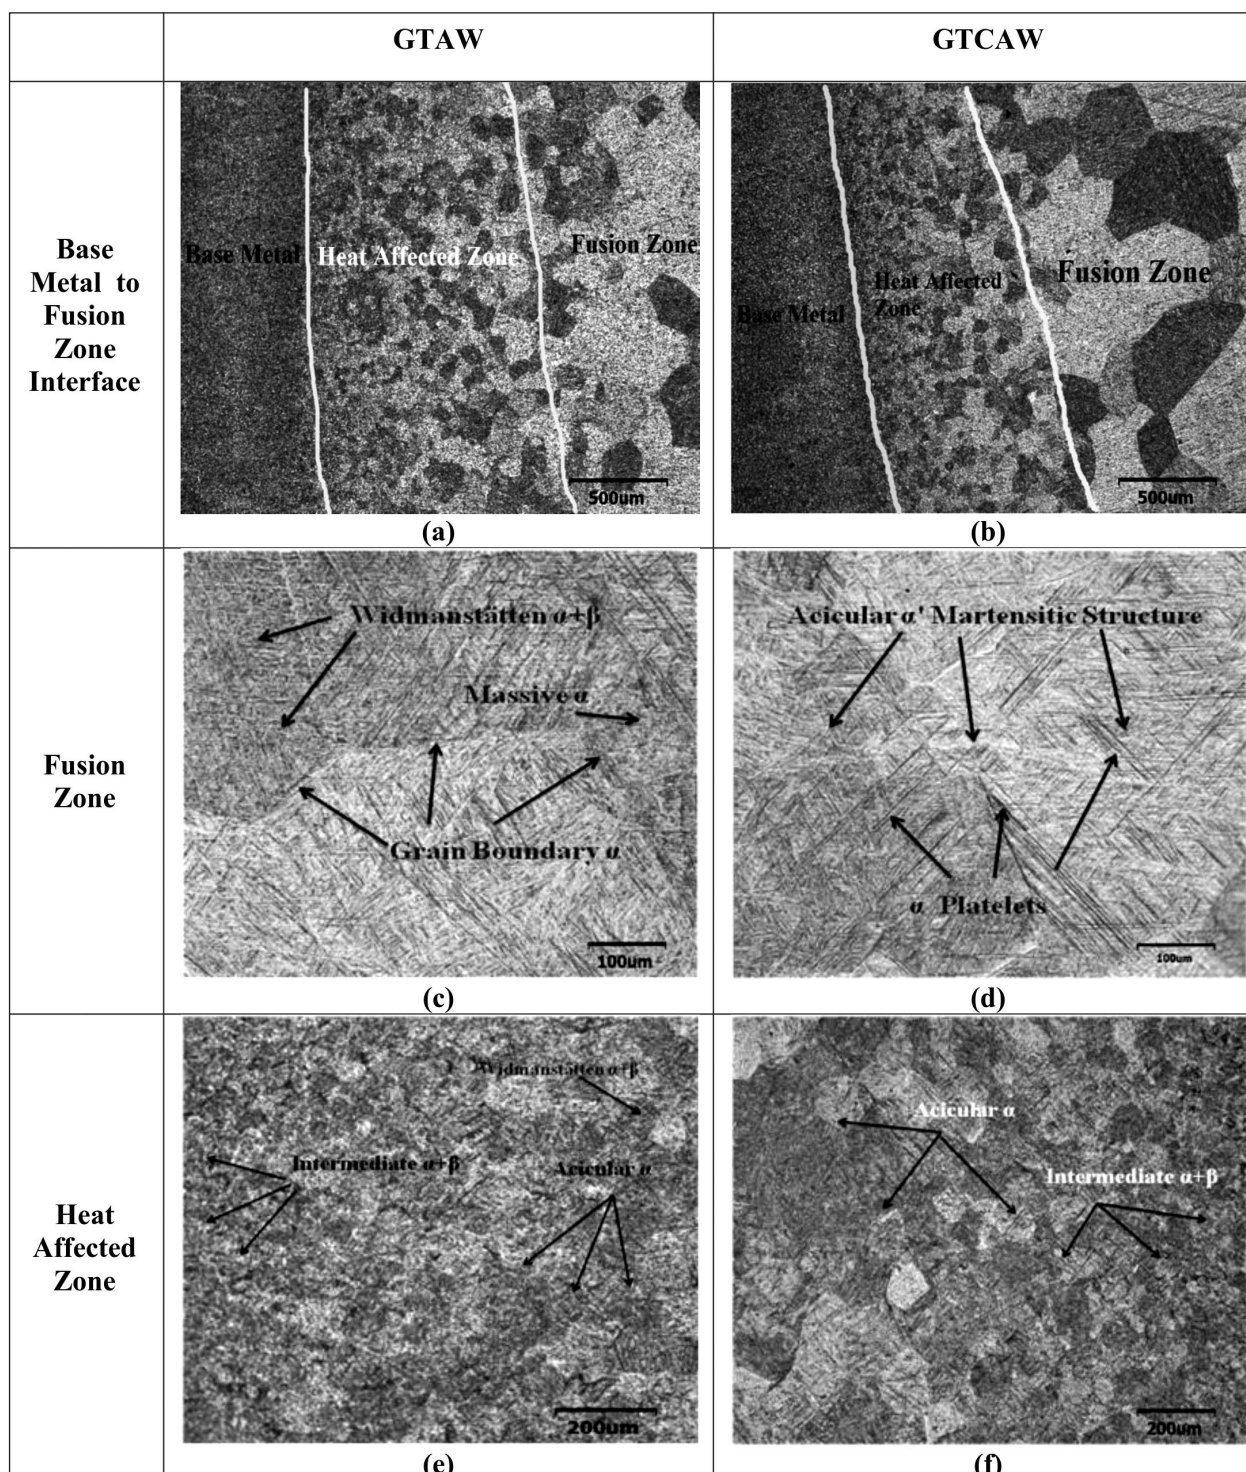 GTAW
GTCAW
Base
Metal to
Fusion
Zone
Interface
Base Metal
Heat Affected Zone
Fusion Zone
500um
(a)
Base Metal
Heat Affected
Zone
Fusion Zone
500um
(b)
Fusion
Zone
Widmanstätten α+β
Massive α
Grain Boundary α
100um
(c)
Acicular α' Martensitic Structure
α Platelets
100um
(d)
Heat
Affected
Zone
Widmanstätten α+β
Intermediate α+β
Acicular α
200um
(e)
Acicular α
Intermediate α+β
200um
(f)